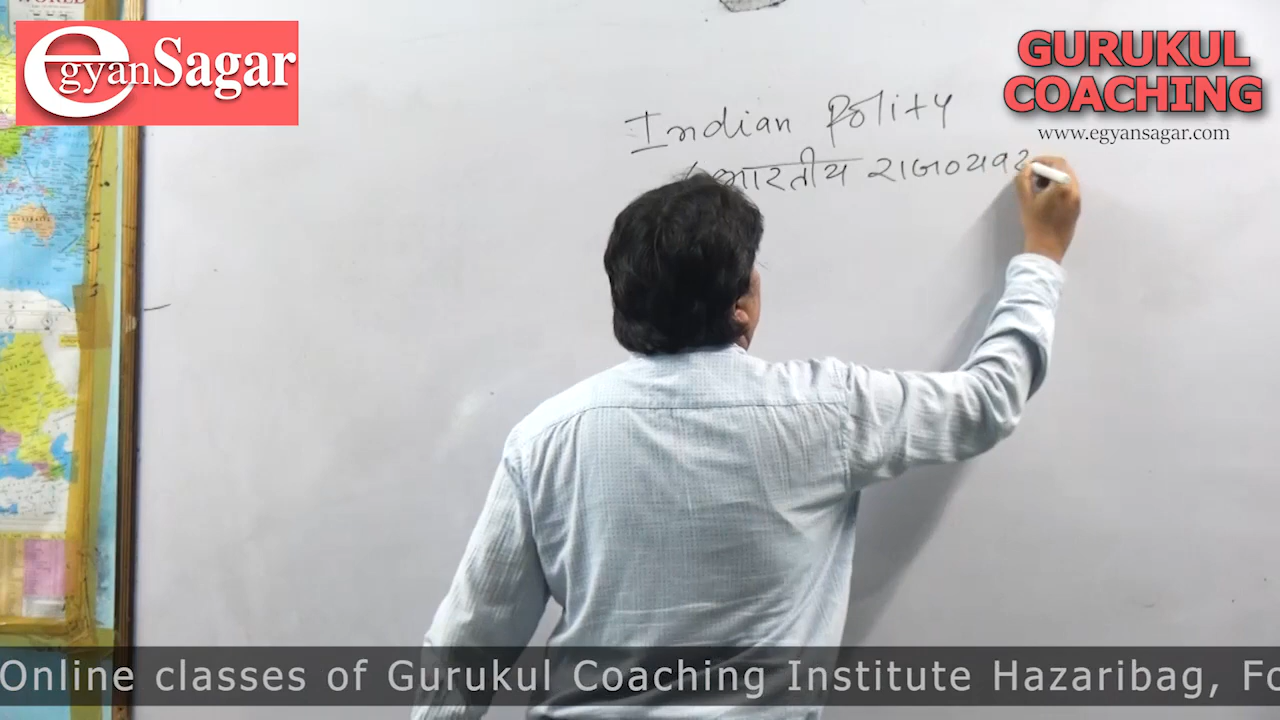 WORLD
egyanSagar
GURUKUL
COACHING
www.egyansagar.com
Indian Polity
(भारतीय राजव्यव
Online classes of Gurukul Coaching Institute Hazaribag, Fo